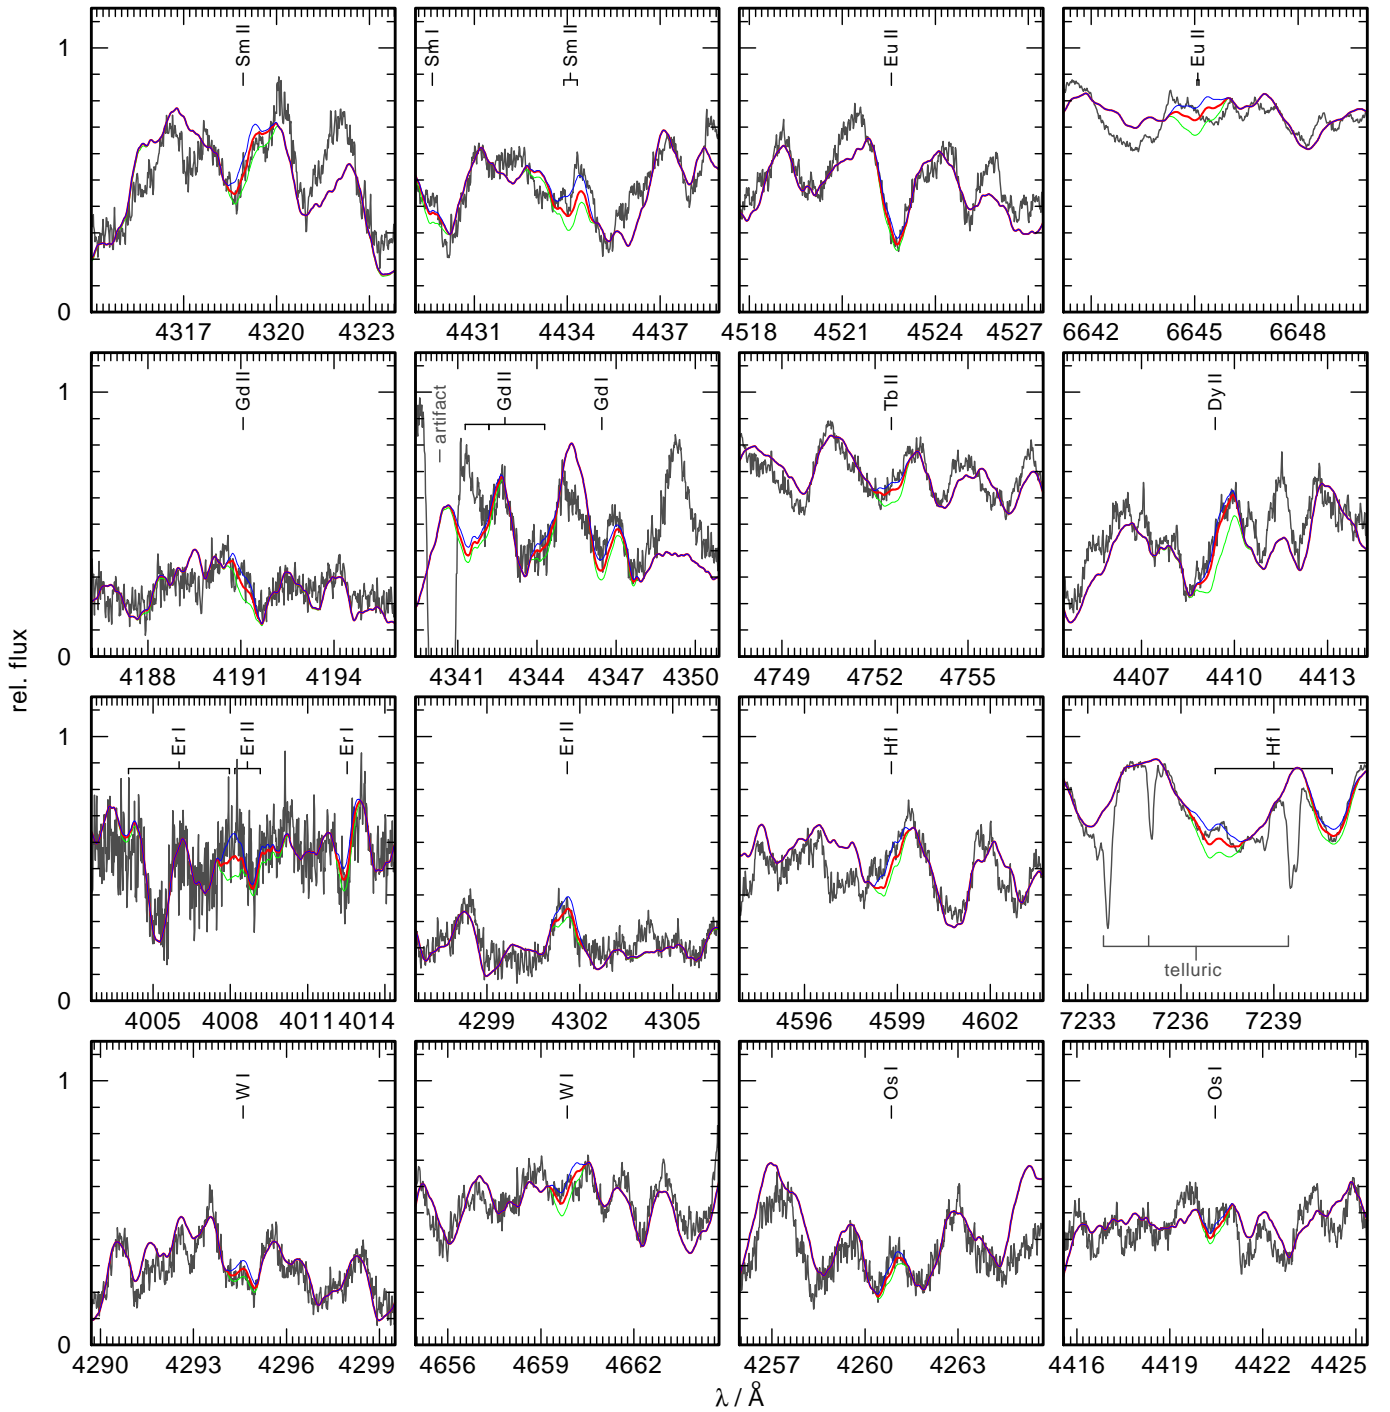 Sm II
Sm I
Sm II
Eu II
Eu II
1
0
4317 4320 4323
4431 4434 4437
4518 4521 4524 4527
6642 6645 6648
Gd II
artifact
Gd II
Gd I
Tb II
Dy II
1
0
4188 4191 4194
4341 4344 4347 4350
4749 4752 4755
4407 4410 4413
rel. flux
Er I
Er II
Er I
Er II
Hf I
Hf I
telluric
1
0
4005 4008 4011 4014
4299 4302 4305
4596 4599 4602
7233 7236 7239
W I
W I
Os I
Os I
1
0
4290 4293 4296 4299
4656 4659 4662
4257 4260 4263
4416 4419 4422 4425
λ / Å